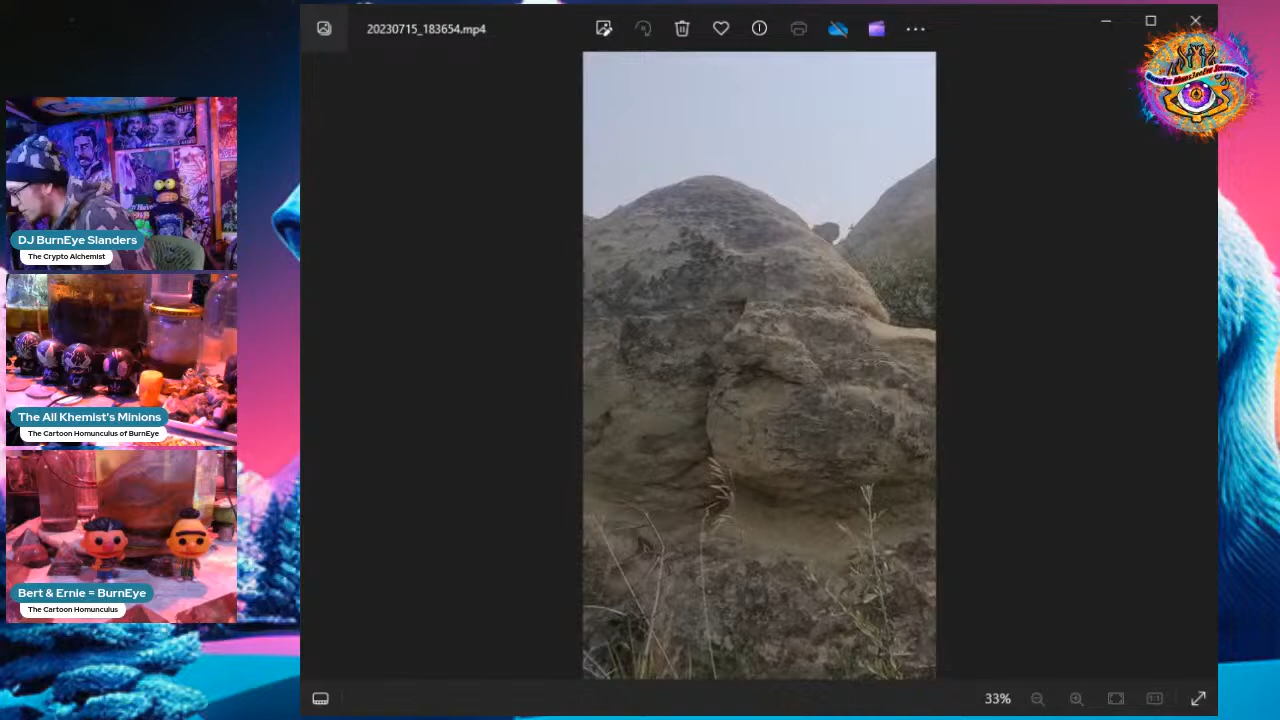 20230715_183654.mp4
DJ BurnEye Slanders
The Crypto Alchemist
The All Khemist's Minions
The Cartoon Homunculus of BurnEye
Bert & Ernie = BurnEye
The Cartoon Homunculus
33%